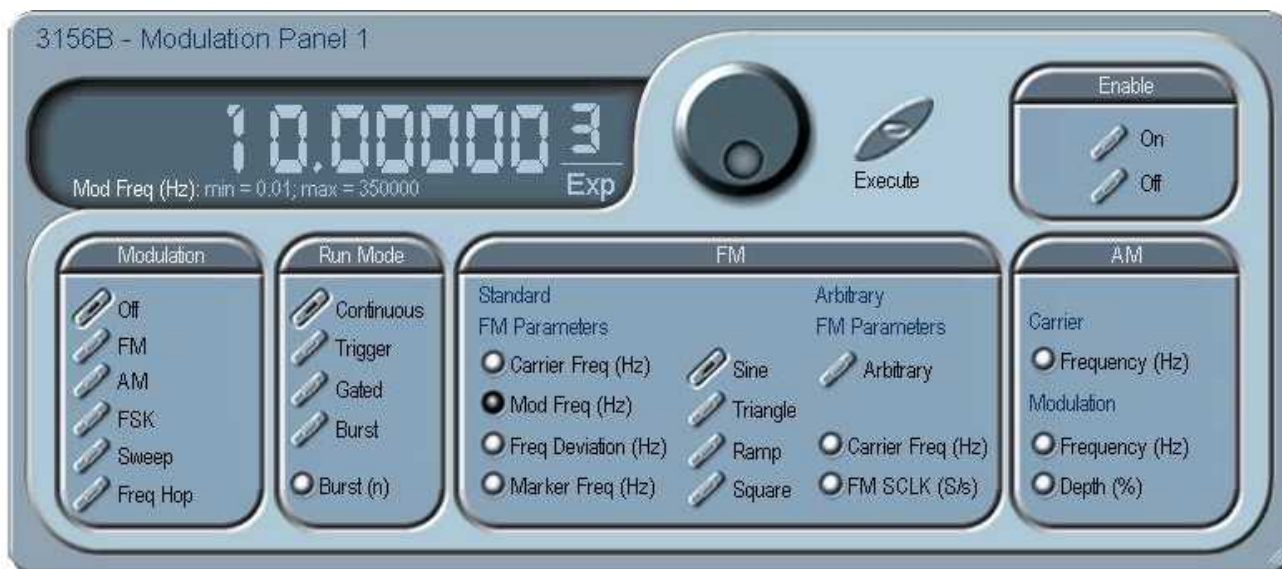 3156B - Modulation Panel 1
10.00000 3
Exp
Mod Freq (Hz): min = 0.01; max = 350000
Execute
Enable
On
Off
Modulation
Off
FM
AM
FSK
Sweep
Freq Hop
Run Mode
Continuous
Trigger
Gated
Burst
Burst (n)
FM
Standard
FM Parameters
Carrier Freq (Hz)
Mod Freq (Hz)
Freq Deviation (Hz)
Marker Freq (Hz)
Sine
Triangle
Ramp
Square
Arbitrary
FM Parameters
Arbitrary
Carrier Freq (Hz)
FM SCLK (S/s)
AM
Carrier
Frequency (Hz)
Modulation
Frequency (Hz)
Depth (%)